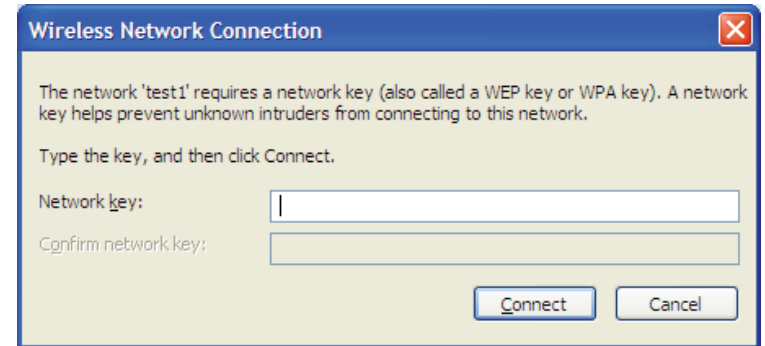 Wireless Network Connection
The network 'test1' requires a network key (also called a WEP key or WPA key). A network
key helps prevent unknown intruders from connecting to this network.
Type the key, and then click Connect.
Network key:
Confirm network key:
Connect Cancel